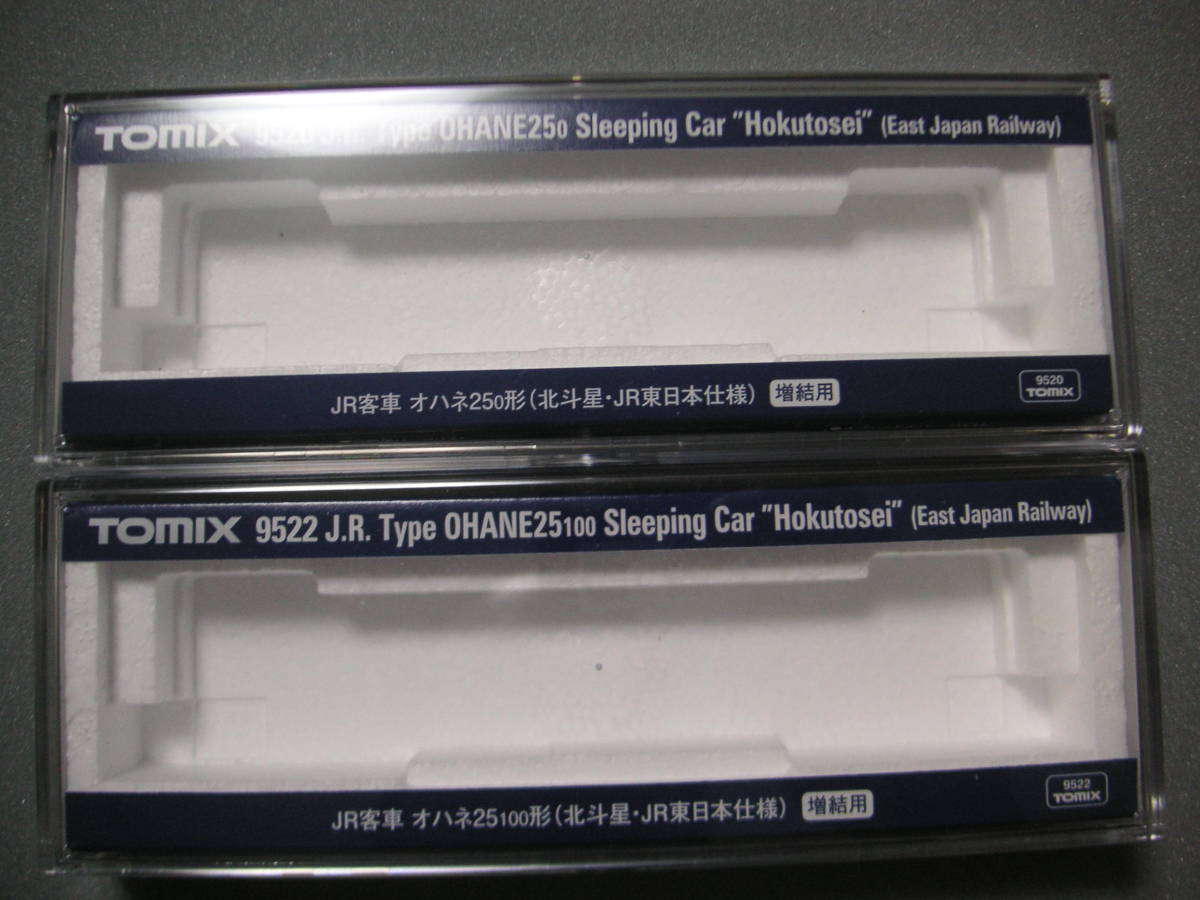 TOMIX 9520 J.R. Type OHANE250 Sleeping Car "Hokutosei" (East Japan Railway)
JR客車 オハネ250形(北斗星・JR東日本仕様) 増結用
9520
TOMIX
TOMIX 9522 J.R. Type OHANE25100 Sleeping Car "Hokutosei" (East Japan Railway)
JR客車 オハネ25100形(北斗星・JR東日本仕様) 増結用
9522
TOMIX